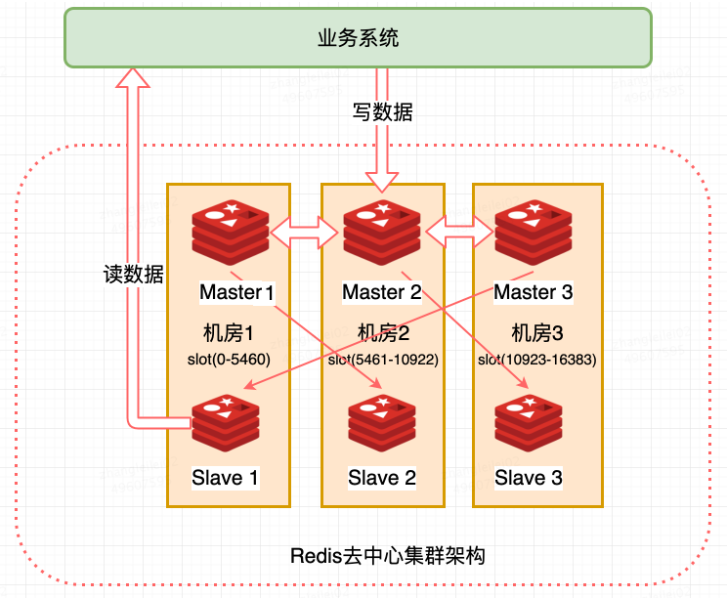 业务系统
写数据
读数据
Master 1
Master 2
Master 3
机房1
机房2
机房3
slot(0-5460)
slot(5461-10922)
slot(10923-16383)
Slave 1
Slave 2
Slave 3
Redis去中心集群架构